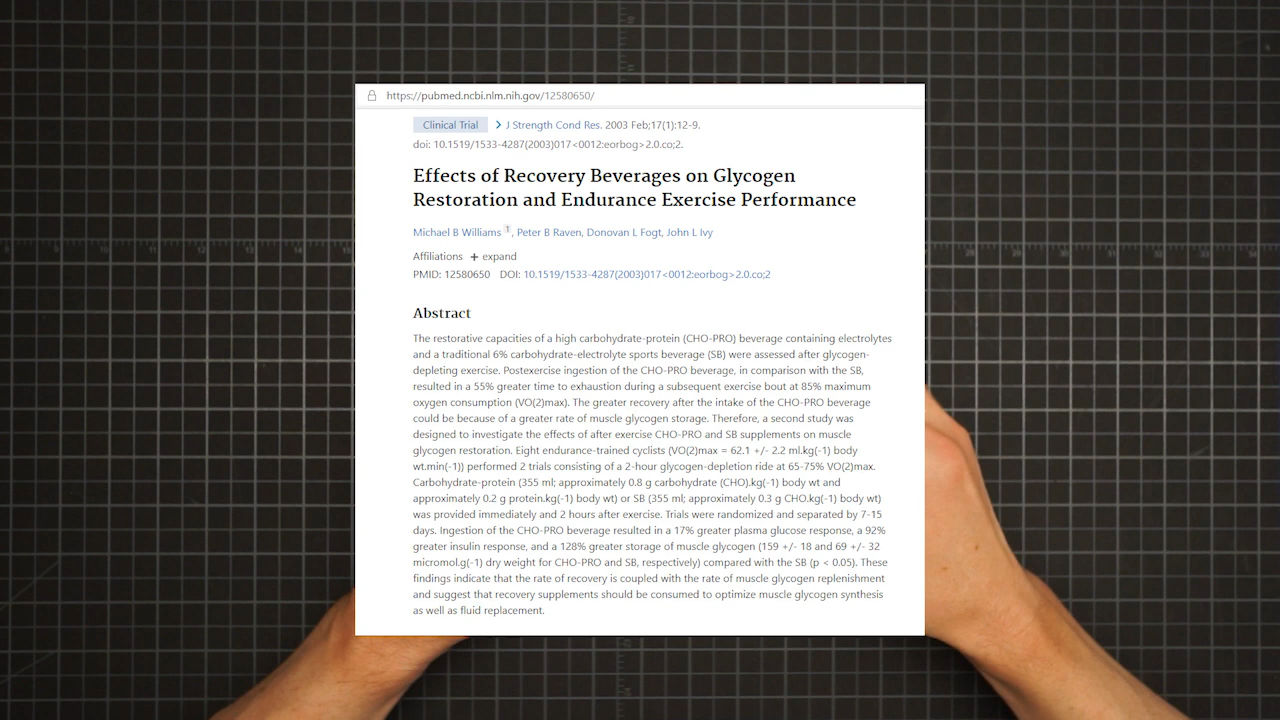 https://pubmed.ncbi.nlm.nih.gov/12580650/
Clinical Trial > J Strength Cond Res. 2003 Feb;17(1):12-9.
doi: 10.1519/1533-4287(2003)017<0012:eorbog>2.0.co;2.
Effects of Recovery Beverages on Glycogen
Restoration and Endurance Exercise Performance
Michael B Williams 1, Peter B Raven, Donovan L Fogt, John L Ivy
Affiliations + expand
PMID: 12580650 DOI: 10.1519/1533-4287(2003)017<0012:eorbog>2.0.co;2
Abstract
The restorative capacities of a high carbohydrate-protein (CHO-PRO) beverage containing electrolytes
and a traditional 6% carbohydrate-electrolyte sports beverage (SB) were assessed after glycogen-
depleting exercise. Postexercise ingestion of the CHO-PRO beverage, in comparison with the SB,
resulted in a 55% greater time to exhaustion during a subsequent exercise bout at 85% maximum
oxygen consumption (VO(2)max). The greater recovery after the intake of the CHO-PRO beverage
could be because of a greater rate of muscle glycogen storage. Therefore, a second study was
designed to investigate the effects of after exercise CHO-PRO and SB supplements on muscle
glycogen restoration. Eight endurance-trained cyclists (VO(2)max = 62.1 +/- 2.2 ml.kg(-1) body
wt.min(-1)) performed 2 trials consisting of a 2-hour glycogen-depletion ride at 65-75% VO(2)max.
Carbohydrate-protein (355 ml; approximately 0.8 g carbohydrate (CHO).kg(-1) body wt and
approximately 0.2 g protein.kg(-1) body wt) or SB (355 ml; approximately 0.3 g CHO.kg(-1) body wt)
was provided immediately and 2 hours after exercise. Trials were randomized and separated by 7-15
days. Ingestion of the CHO-PRO beverage resulted in a 17% greater plasma glucose response, a 92%
greater insulin response, and a 128% greater storage of muscle glycogen (159 +/- 18 and 69 +/- 32
micromol.g(-1) dry weight for CHO-PRO and SB, respectively) compared with the SB (p < 0.05). These
findings indicate that the rate of recovery is coupled with the rate of muscle glycogen replenishment
and suggest that recovery supplements should be consumed to optimize muscle glycogen synthesis
as well as fluid replacement.